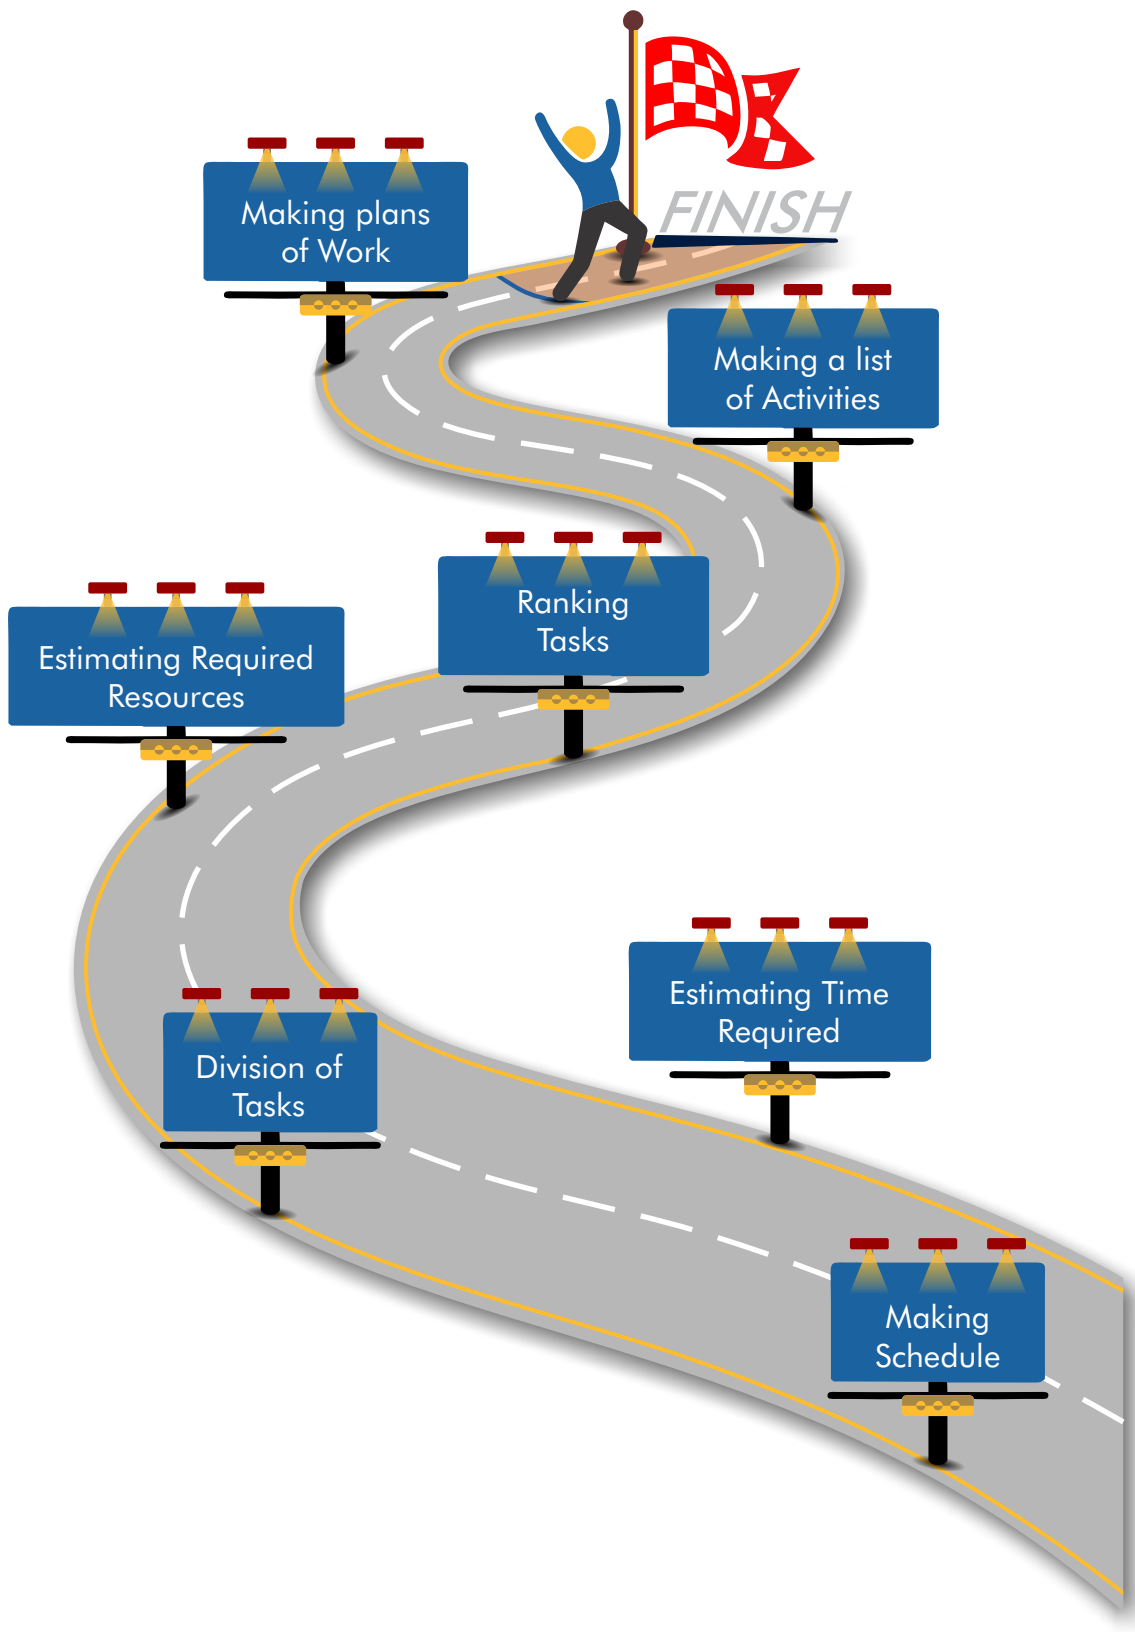 FINISH
Making plans
of Work
Making a list
of Activities
Ranking
Tasks
Estimating Required
Resources
Estimating Time
Required
Division of
Tasks
Making
Schedule